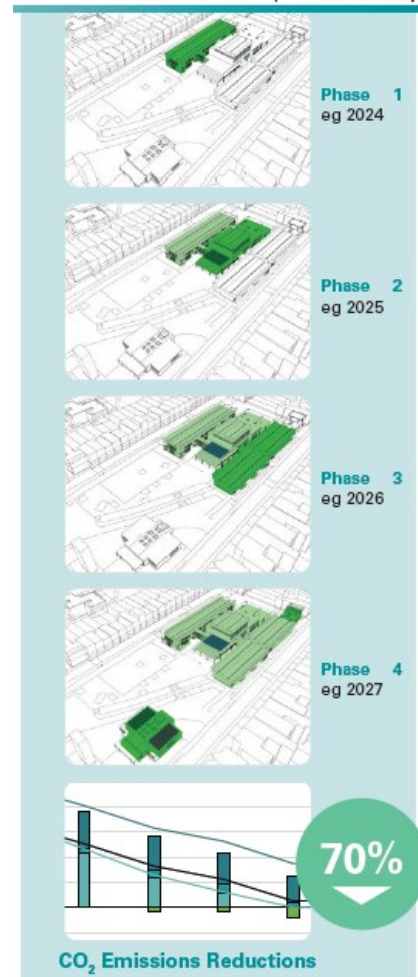 Phase 1
eg 2024
Phase 2
eg 2025
Phase 3
eg 2026
Phase 4
eg 2027
70%
CO₂ Emissions Reductions